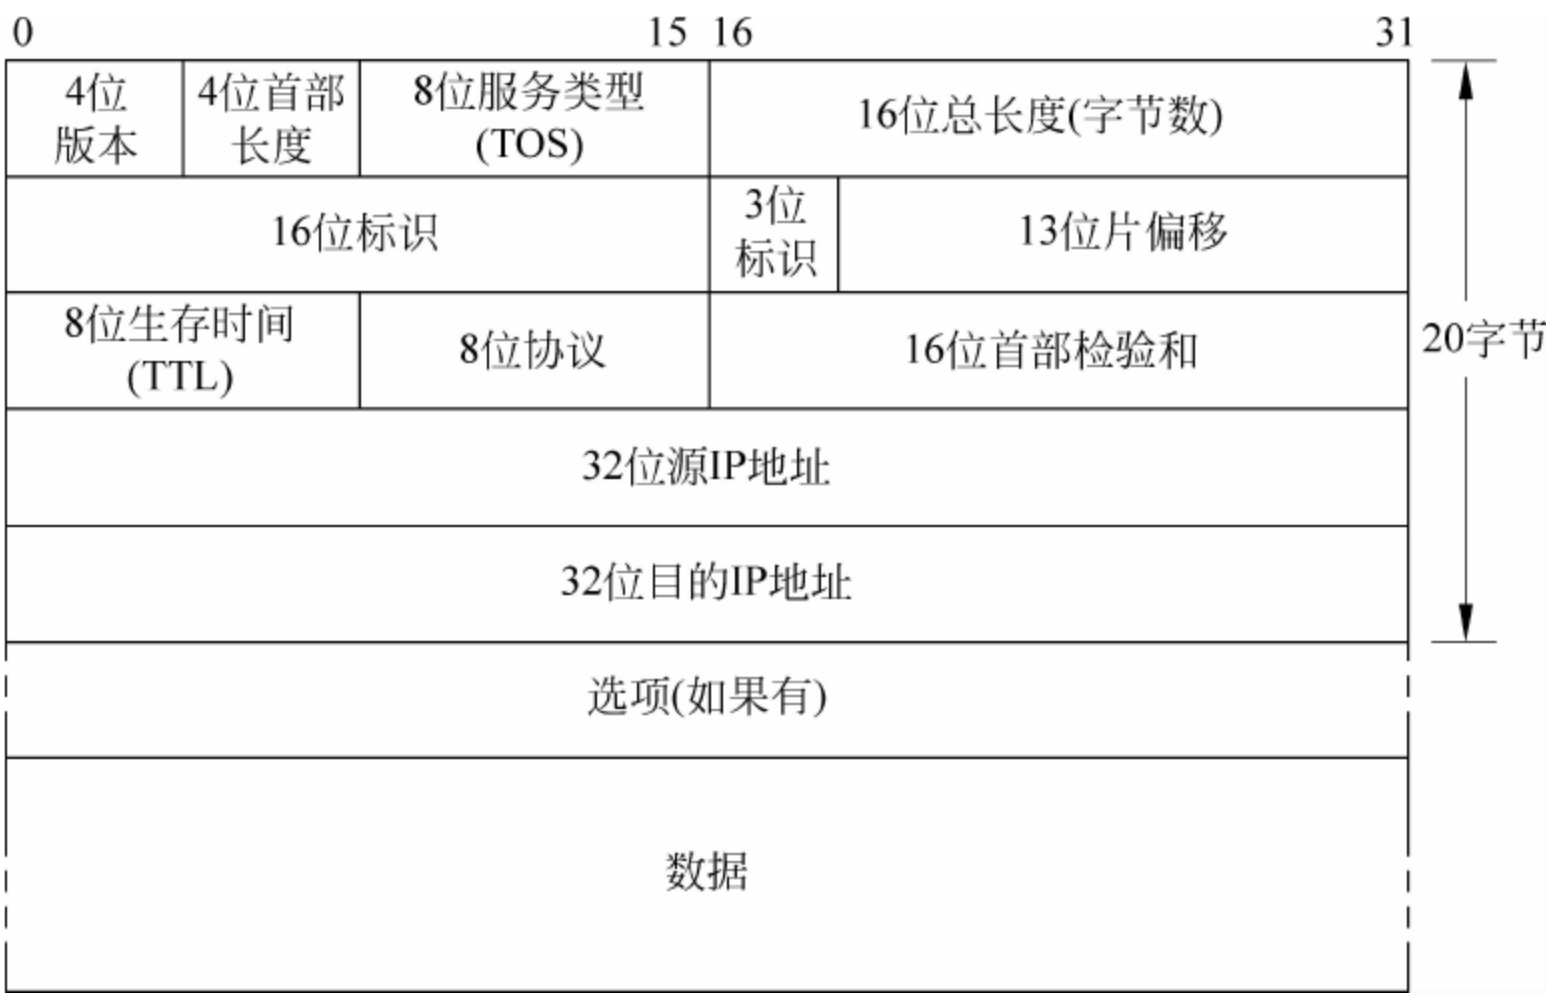 0 15 16 31
4位
版本
4位首部
长度
8位服务类型
(TOS)
16位总长度(字节数)
16位标识
3位
标识
13位片偏移
8位生存时间
(TTL)
8位协议
16位首部检验和
20字节
32位源IP地址
32位目的IP地址
选项(如果有)
数据